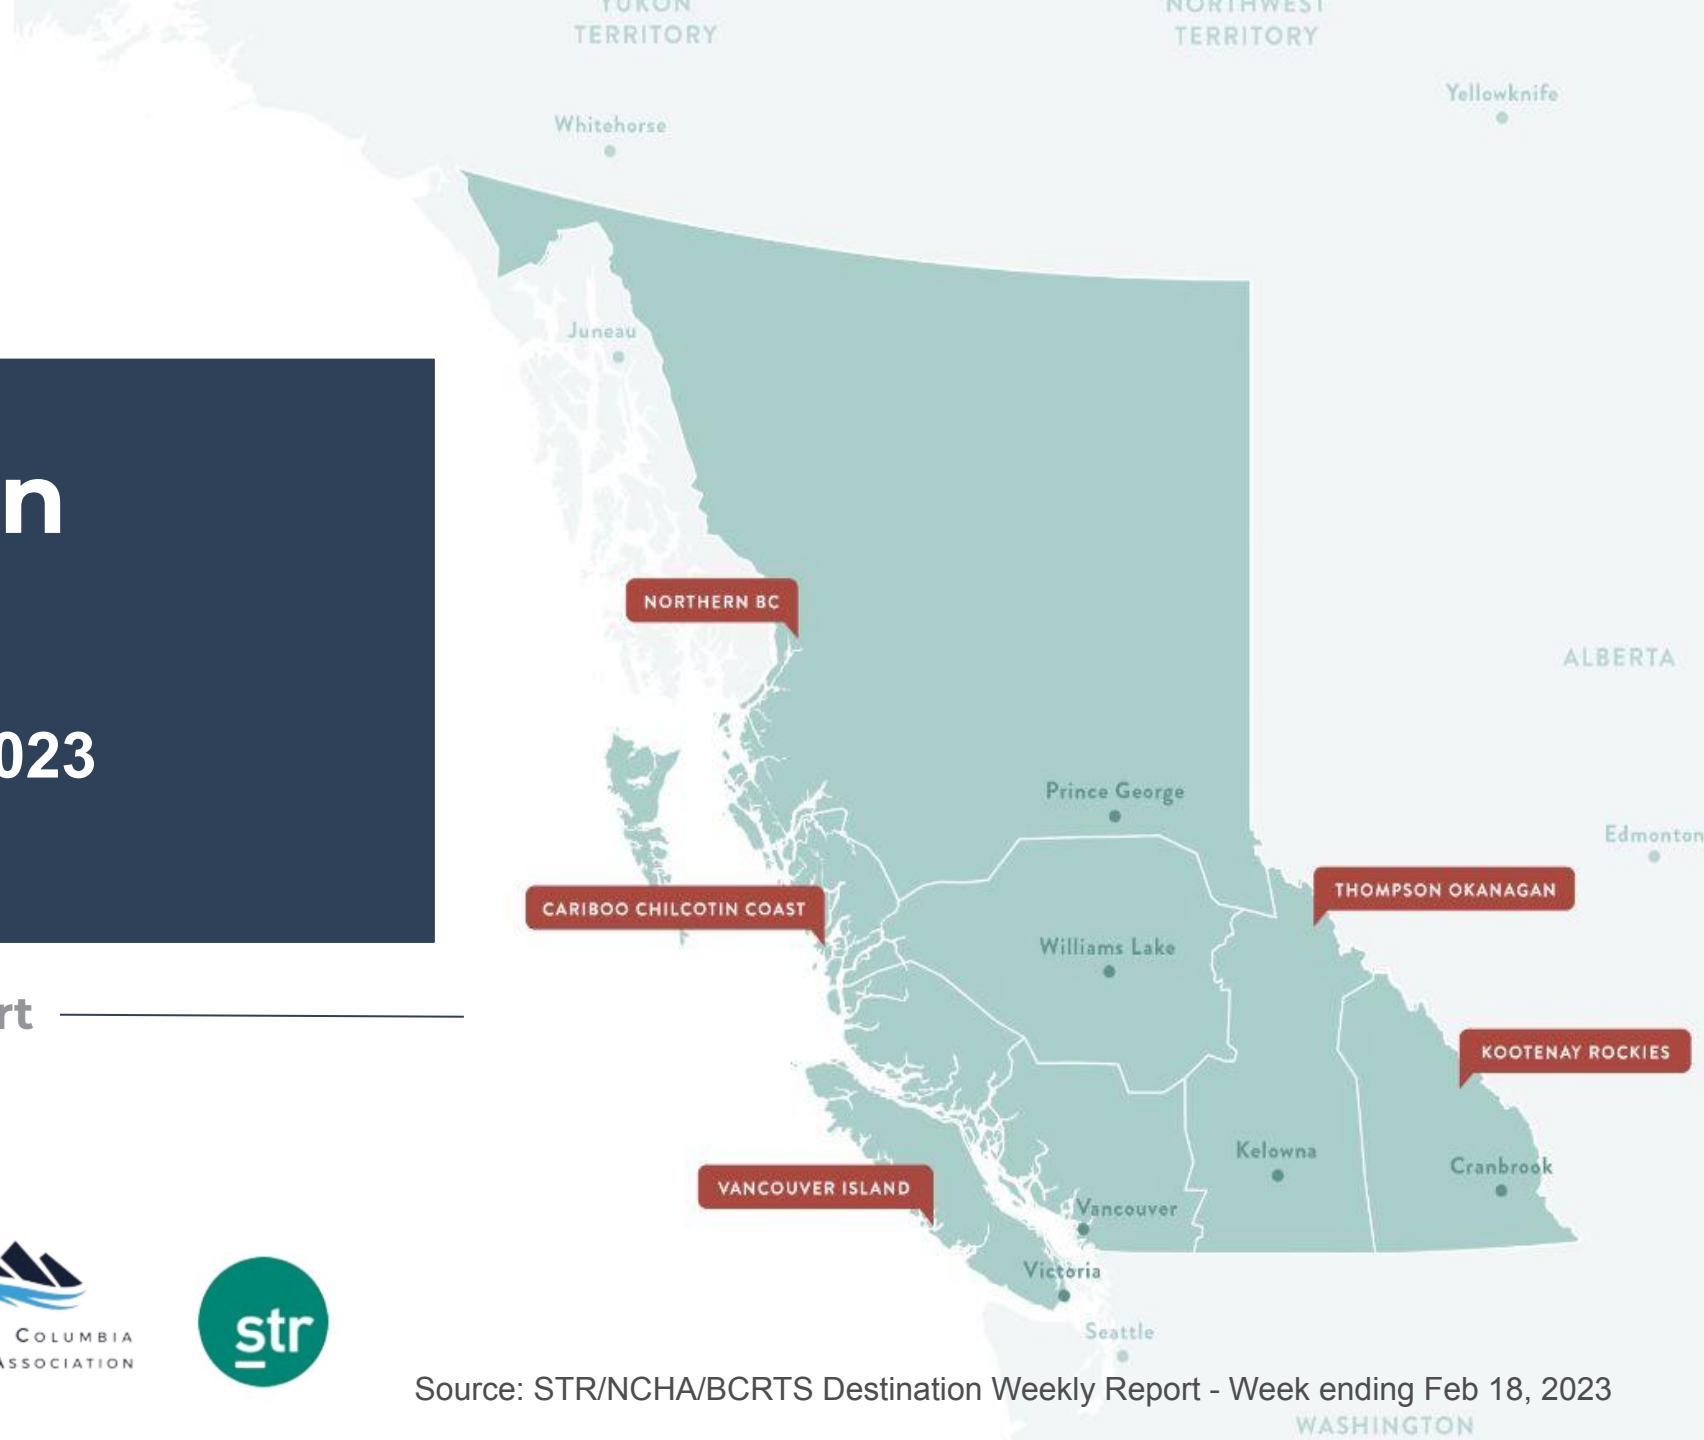 YUKON
TERRITORY
NORTHWEST
TERRITORY
Yellowknife
Whitehorse
Juneau
n
023
NORTHERN BC
ALBERTA
Prince George
Edmonton
THOMPSON OKANAGAN
CARIBOO CHILCOTIN COAST
Williams Lake
rt
KOOTENAY ROCKIES
Kelowna
Cranbrook
VANCOUVER ISLAND
Vancouver
Victoria
COLUMBIA
ASSOCIATION
str
Seattle
Source: STR/NCHA/BCRTS Destination Weekly Report - Week ending Feb 18, 2023
WASHINGTON